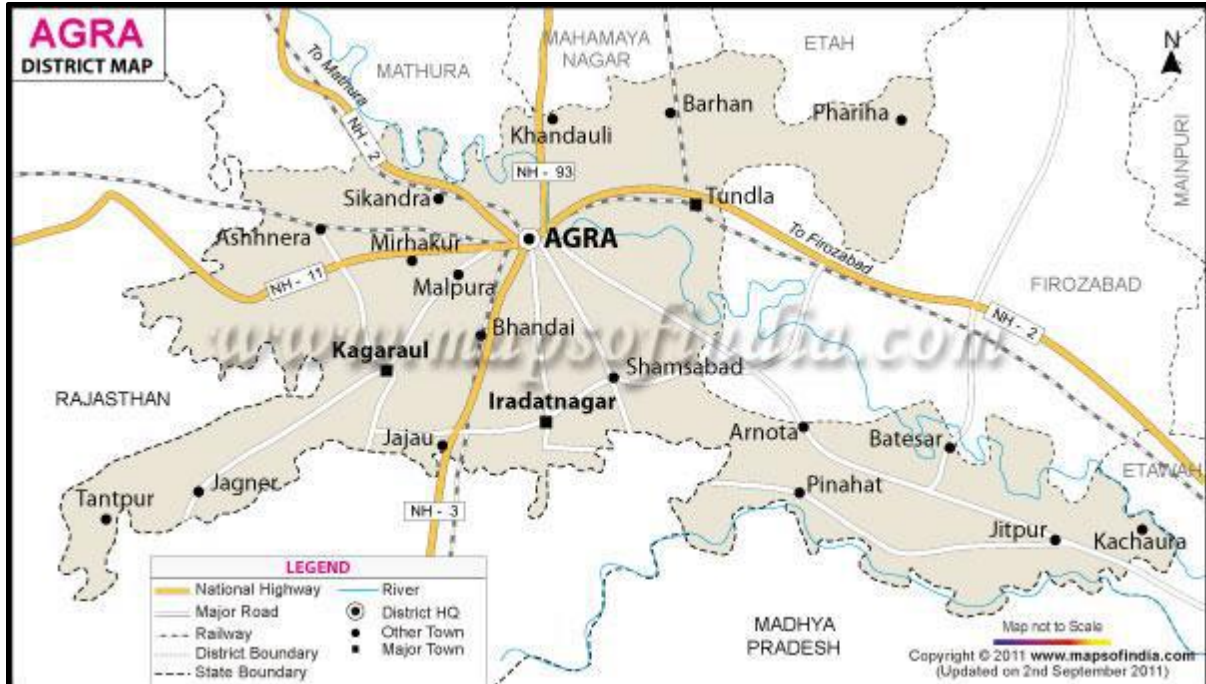 AGRA
DISTRICT MAP
To Mathura
MATHURA
MAHAMAYA
NAGAR
ETAH
N
MAINPURI
Khandauli
Barhan
Phariha
NH - 2
NH - 93
Sikandra
Tundla
Ashhnera
Mirhakur
AGRA
To Firozabad
NH - 11
Malpura
FIROZABAD
NH - 2
Bhandai
www.mapsofindia.com
Kagaraul
Shamsabad
RAJASTHAN
Iradatnagar
Jajau
Arnota
Batesar
ETAWAH
Tantpur
Jagner
Pinahat
NH - 3
Jitpur
Kachaura
LEGEND
National Highway
River
Major Road
District HQ
Railway
Other Town
District Boundary
Major Town
State Boundary
MADHYA
PRADESH
Map not to Scale
Copyright © 2011 www.mapsofindia.com
(Updated on 2nd September 2011)